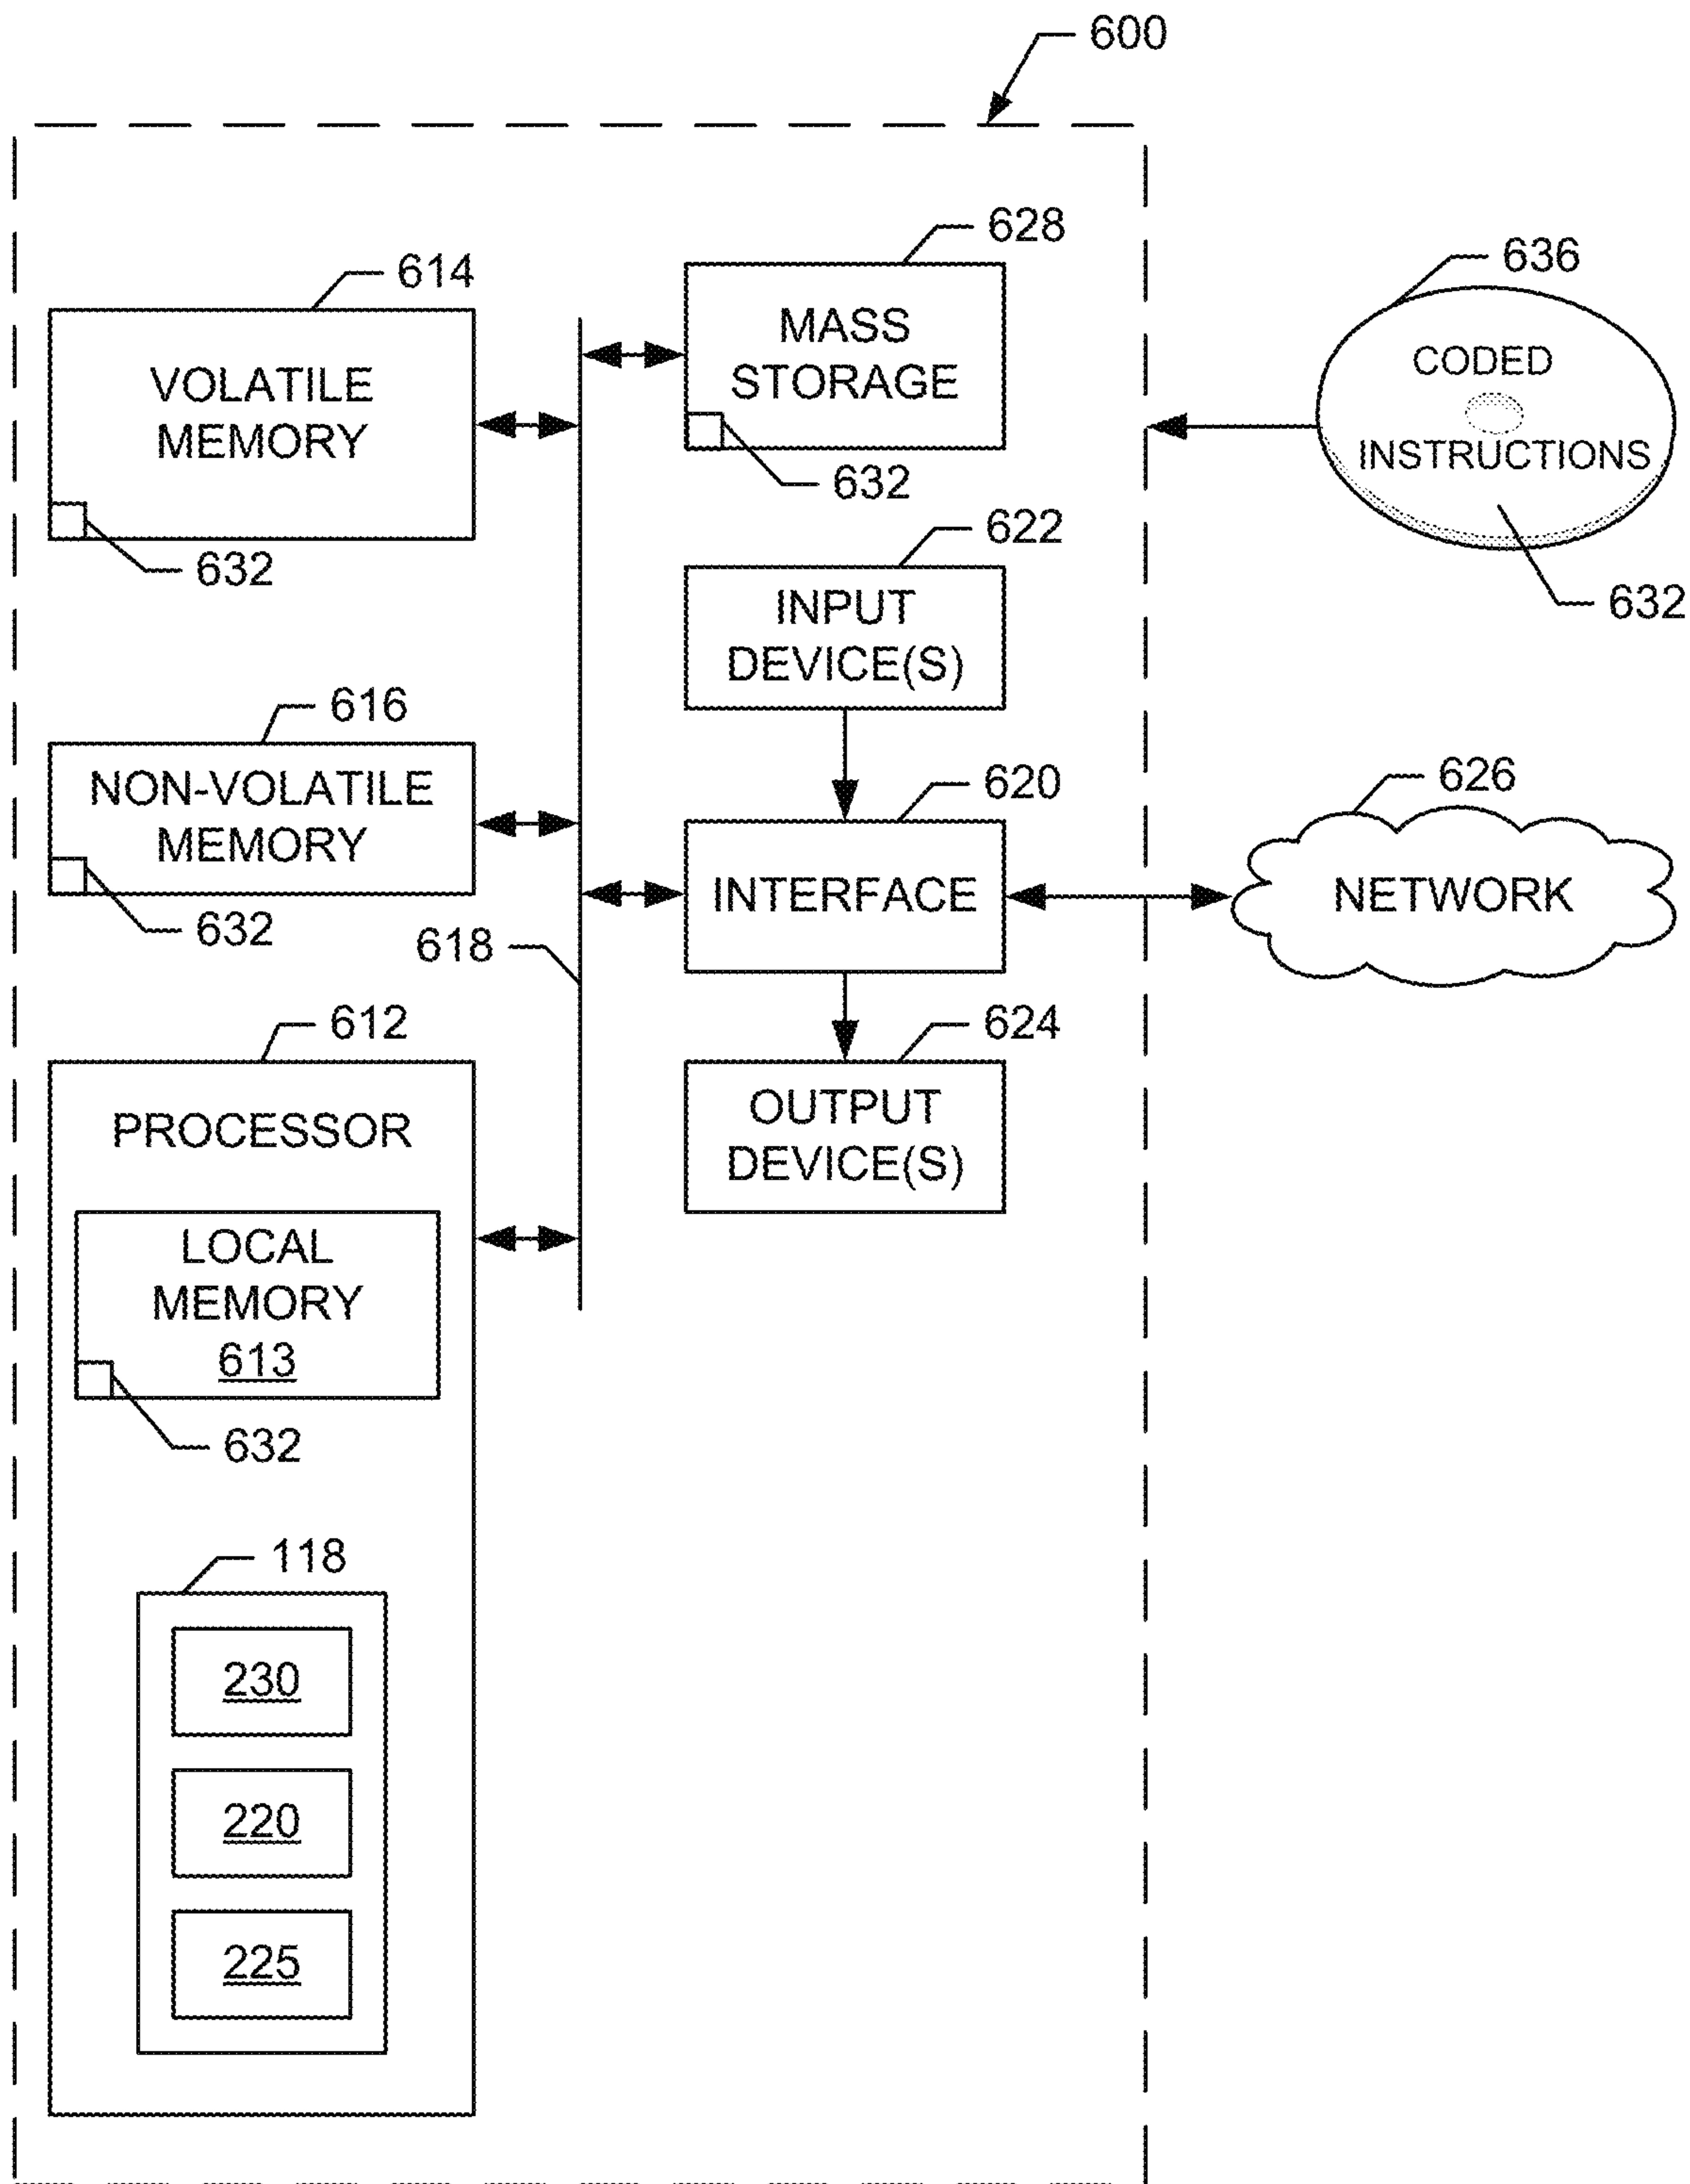 600
628
636
614
MASS
STORAGE
CODED
INSTRUCTIONS
VOLATILE
MEMORY
632
622
632
632
INPUT
DEVICE(S)
616
620
626
NON-VOLATILE
MEMORY
INTERFACE
NETWORK
632
618
612
624
PROCESSOR
OUTPUT
DEVICE(S)
LOCAL
MEMORY
613
632
118
230
220
225